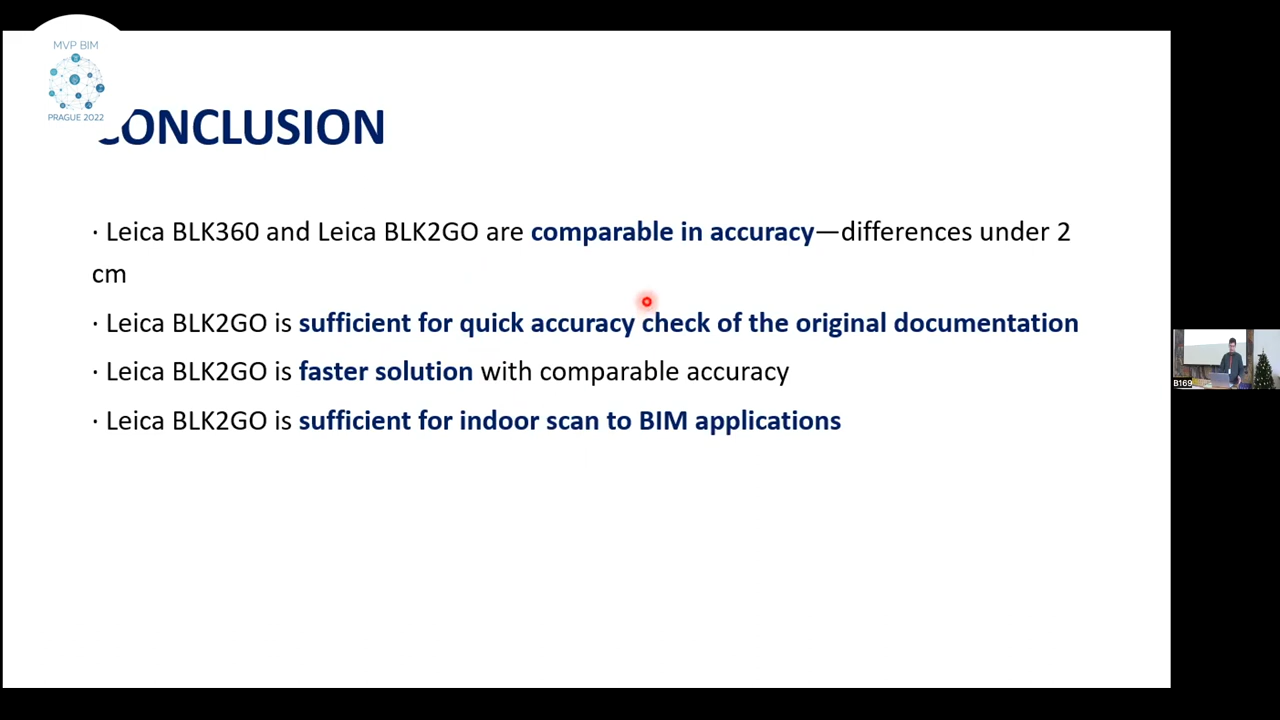 MVP BIM
PRAGUE 2022
CONCLUSION
· Leica BLK360 and Leica BLK2GO are comparable in accuracy—differences under 2
cm
· Leica BLK2GO is sufficient for quick accuracy check of the original documentation
· Leica BLK2GO is faster solution with comparable accuracy
· Leica BLK2GO is sufficient for indoor scan to BIM applications
B169